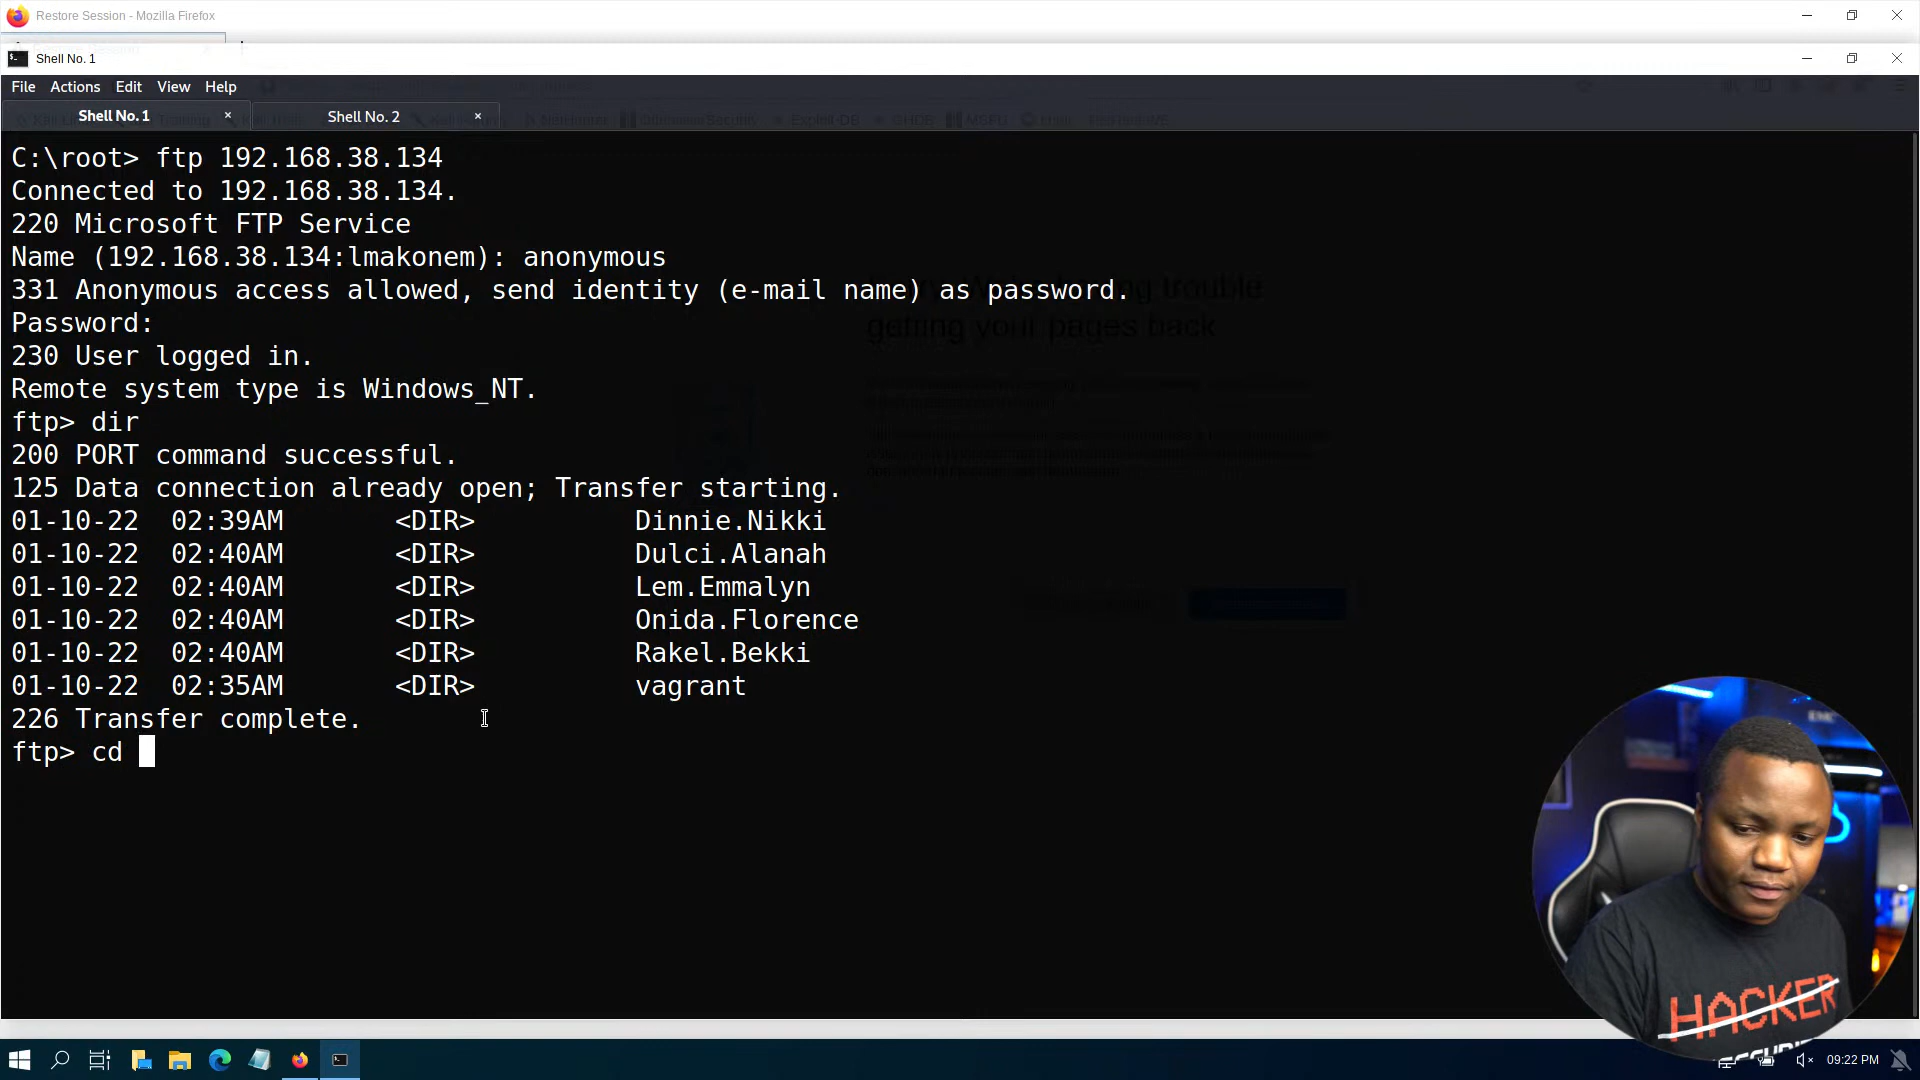 Restore Session - Mozilla Firefox
Shell No. 1
File Actions Edit View Help
Shell No. 1 × Shell No. 2 ×
C:\root> ftp 192.168.38.134
Connected to 192.168.38.134.
220 Microsoft FTP Service
Name (192.168.38.134:lmakonem): anonymous
331 Anonymous access allowed, send identity (e-mail name) as password.
Password:
230 User logged in.
Remote system type is Windows_NT.
ftp> dir
200 PORT command successful.
125 Data connection already open; Transfer starting.
01-10-22 02:39AM <DIR> Dinnie.Nikki
01-10-22 02:40AM <DIR> Dulci.Alanah
01-10-22 02:40AM <DIR> Lem.Emmalyn
01-10-22 02:40AM <DIR> Onida.Florence
01-10-22 02:40AM <DIR> Rakel.Bekki
01-10-22 02:35AM <DIR> vagrant
226 Transfer complete.
ftp> cd
getting your pages back
HACKER
09:22 PM